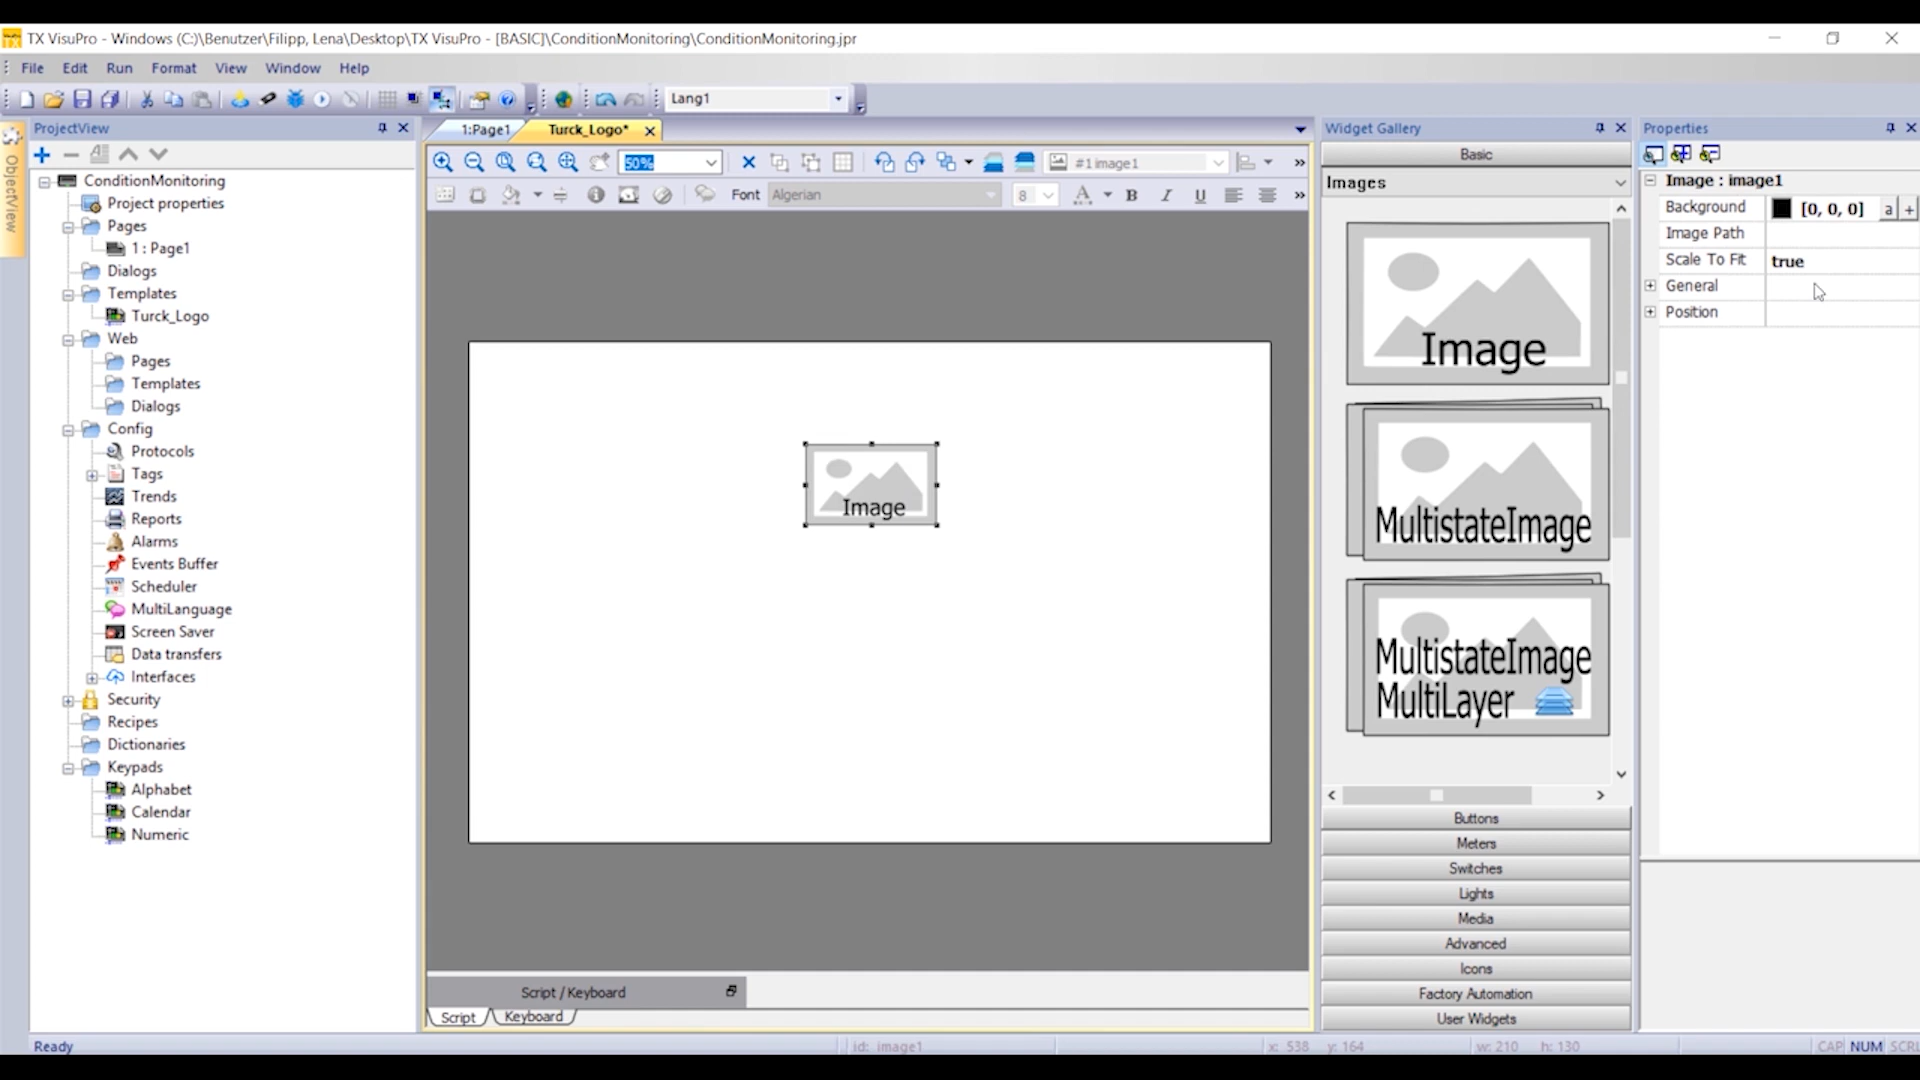 TX VisuPro - Windows (C:)\Benutzer\Filipp, Lena\Desktop\TX VisuPro - [BASIC]\ConditionMonitoring\ConditionMonitoring.jpr
File Edit Run Format View Window Help
Lang1
ObjectView
ProjectView
ConditionMonitoring
Project properties
Pages
1 : Page1
Dialogs
Templates
Turck_Logo
Web
Pages
Templates
Dialogs
Config
Protocols
Tags
Trends
Reports
Alarms
Events Buffer
Scheduler
MultiLanguage
Screen Saver
Data transfers
Interfaces
Security
Recipes
Dictionaries
Keypads
Alphabet
Calendar
Numeric
1:Page1 Turck_Logo*
50% #1 image1
Font Algerian 8 A B I U
Image
Script / Keyboard
Script Keyboard
Widget Gallery
Basic
Images
Image
MultistateImage
MultistateImage
MultiLayer
Buttons
Meters
Switches
Lights
Media
Advanced
Icons
Factory Automation
User Widgets
Properties
Image : image1
Background [0, 0, 0] a +
Image Path
Scale To Fit true
General
Position
Ready id: image1 x: 538 y: 164 w: 210 h: 130 CAP NUM SCRL